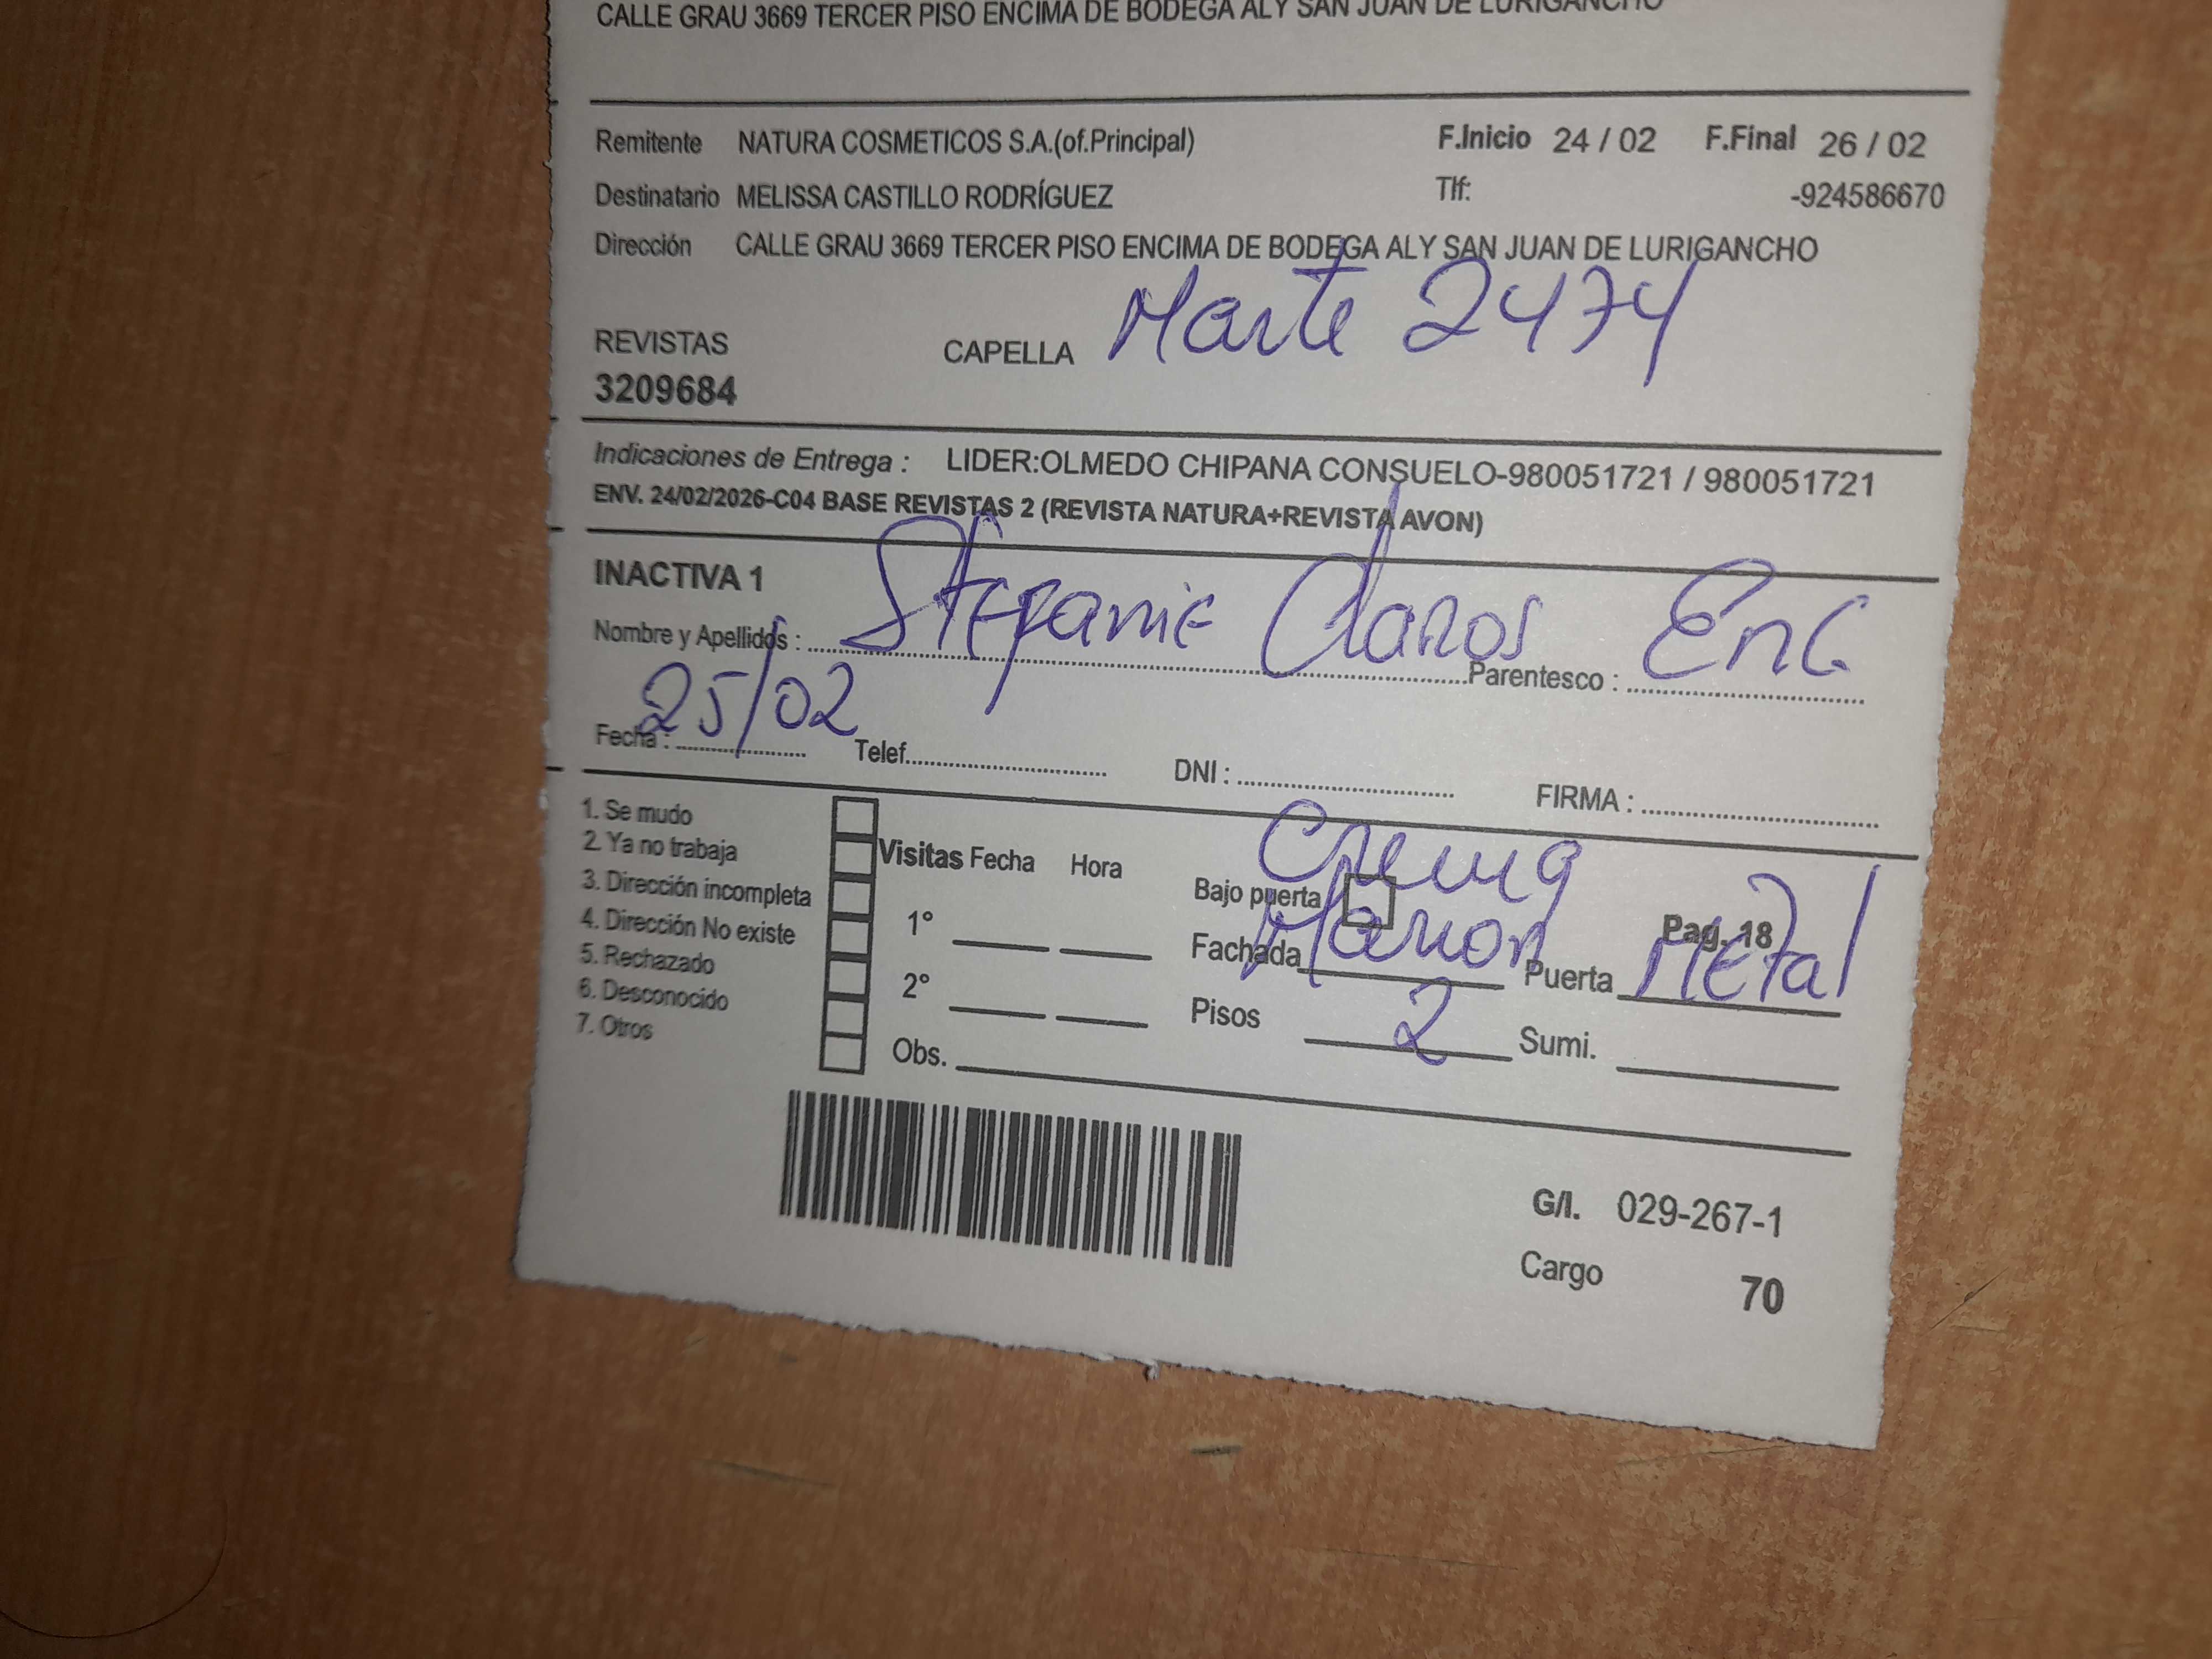 CALLE GRAU 3669 TERCER PISO ENCIMA DE BODEGA ALY SAN JUAN DE LURIGANCHO
Remitente NATURA COSMETICOS S.A.(of.Principal) F.Inicio 24 / 02 F.Final 26 / 02
Destinatario MELISSA CASTILLO RODRÍGUEZ Tlf: -924586670
Dirección CALLE GRAU 3669 TERCER PISO ENCIMA DE BODEGA ALY SAN JUAN DE LURIGANCHO
REVISTAS CAPELLA Marte 2474
3209684
Indicaciones de Entrega : LIDER:OLMEDO CHIPANA CONSUELO-980051721 / 980051721
ENV. 24/02/2026-C04 BASE REVISTAS 2 (REVISTA NATURA+REVISTA AVON)
INACTIVA 1
Nombre y Apellidos : Stefanie Claros Parentesco : Enc
Fecha : 25/02 Telef. DNI : FIRMA :
1. Se mudo
2. Ya no trabaja
3. Dirección incompleta
4. Dirección No existe
5. Rechazado
6. Desconocido
7. Otros
Visitas Fecha Hora
1°
2°
Obs.
Bajo puerta Crema Pag. 18
Fachada Marron Puerta Metal
Pisos 2 Sumi.
G/I. 029-267-1
Cargo 70